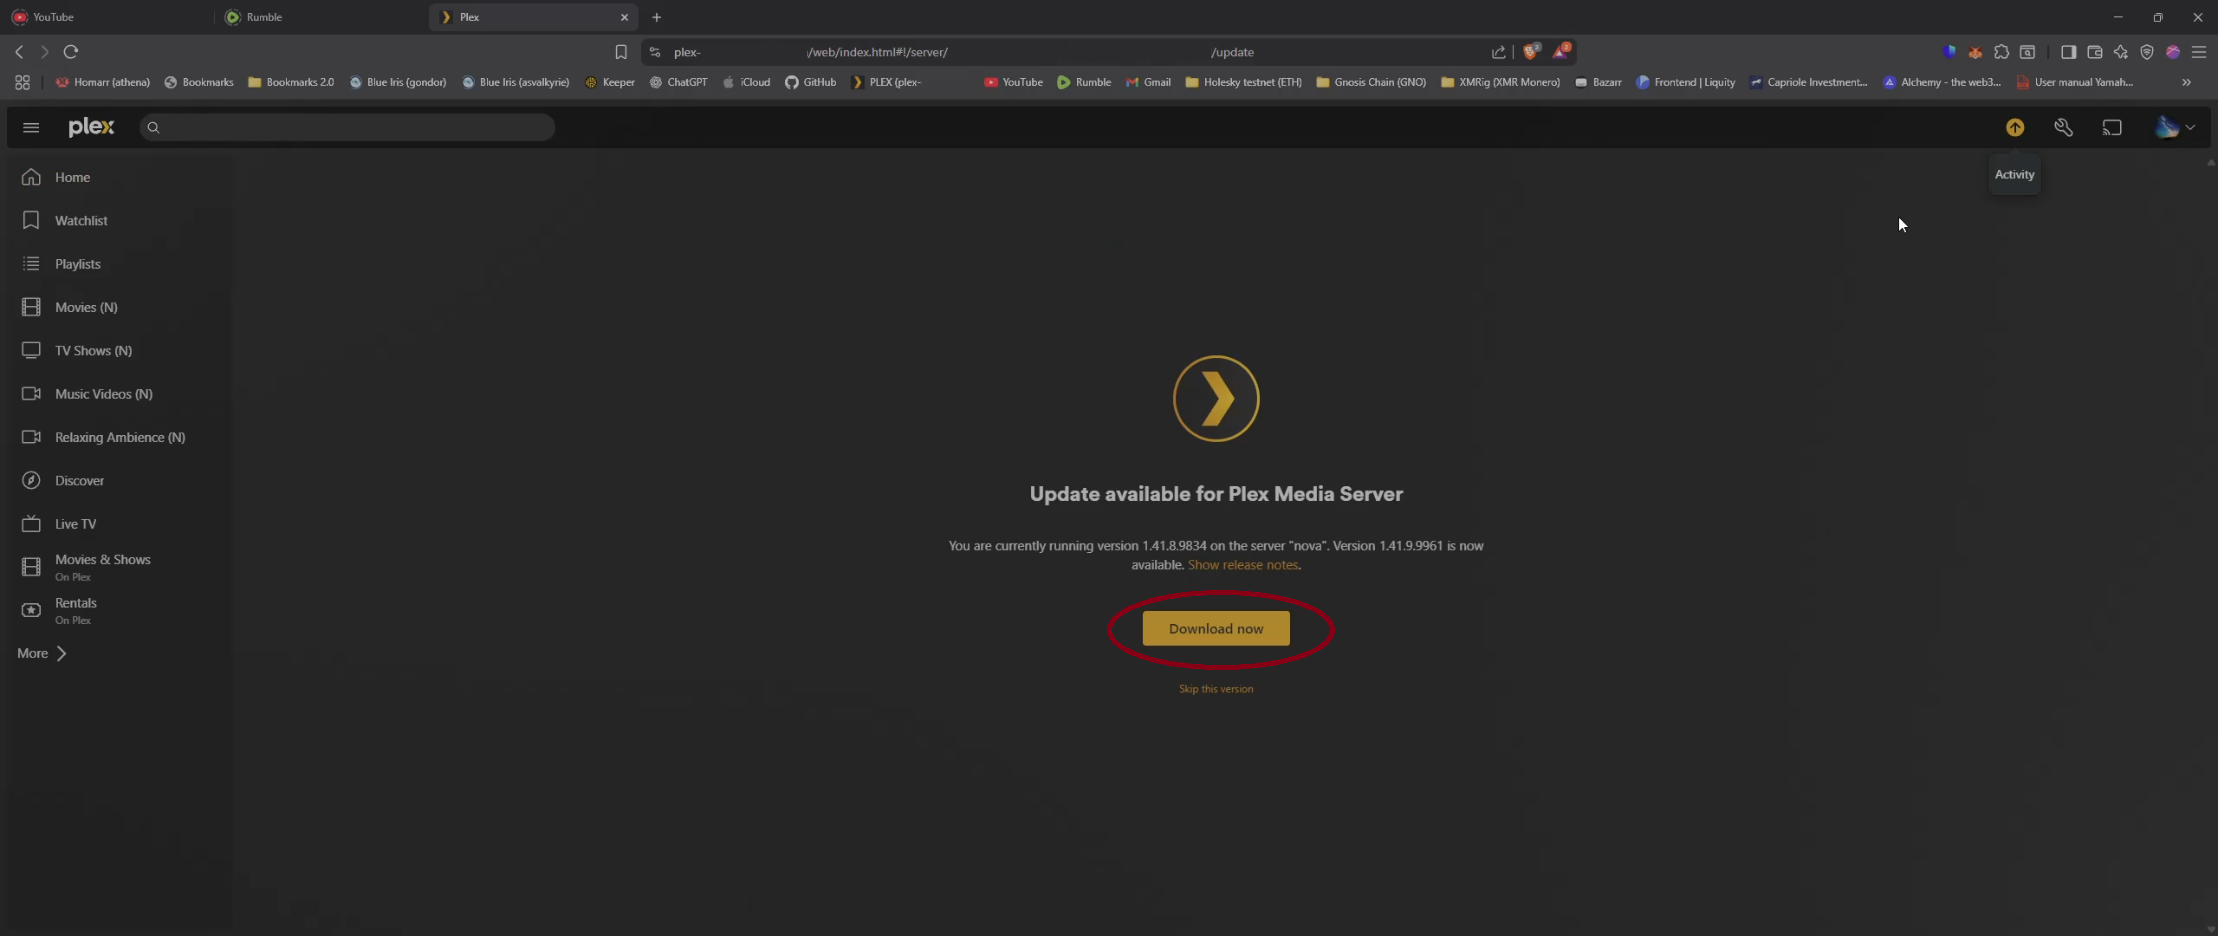 YouTube
Rumble
Plex
plex-
/web/index.html#!/server/
/update
2
2
Homarr (athena)
Bookmarks
Bookmarks 2.0
Blue Iris (gondor)
Blue Iris (asvalkyrie)
Keeper
ChatGPT
iCloud
GitHub
PLEX (plex-
YouTube
Rumble
Gmail
Holesky testnet (ETH)
Gnosis Chain (GNO)
XMRig (XMR Monero)
Bazarr
Frontend | Liquity
Capriole Investment...
Alchemy - the web3...
User manual Yamah...
plex
Activity
Home
Watchlist
Playlists
Movies (N)
TV Shows (N)
Music Videos (N)
Relaxing Ambience (N)
Discover
Live TV
Movies & Shows
On Plex
Rentals
On Plex
More
Update available for Plex Media Server
You are currently running version 1.41.8.9834 on the server "nova". Version 1.41.9.9961 is now
available. Show release notes.
Download now
Skip this version